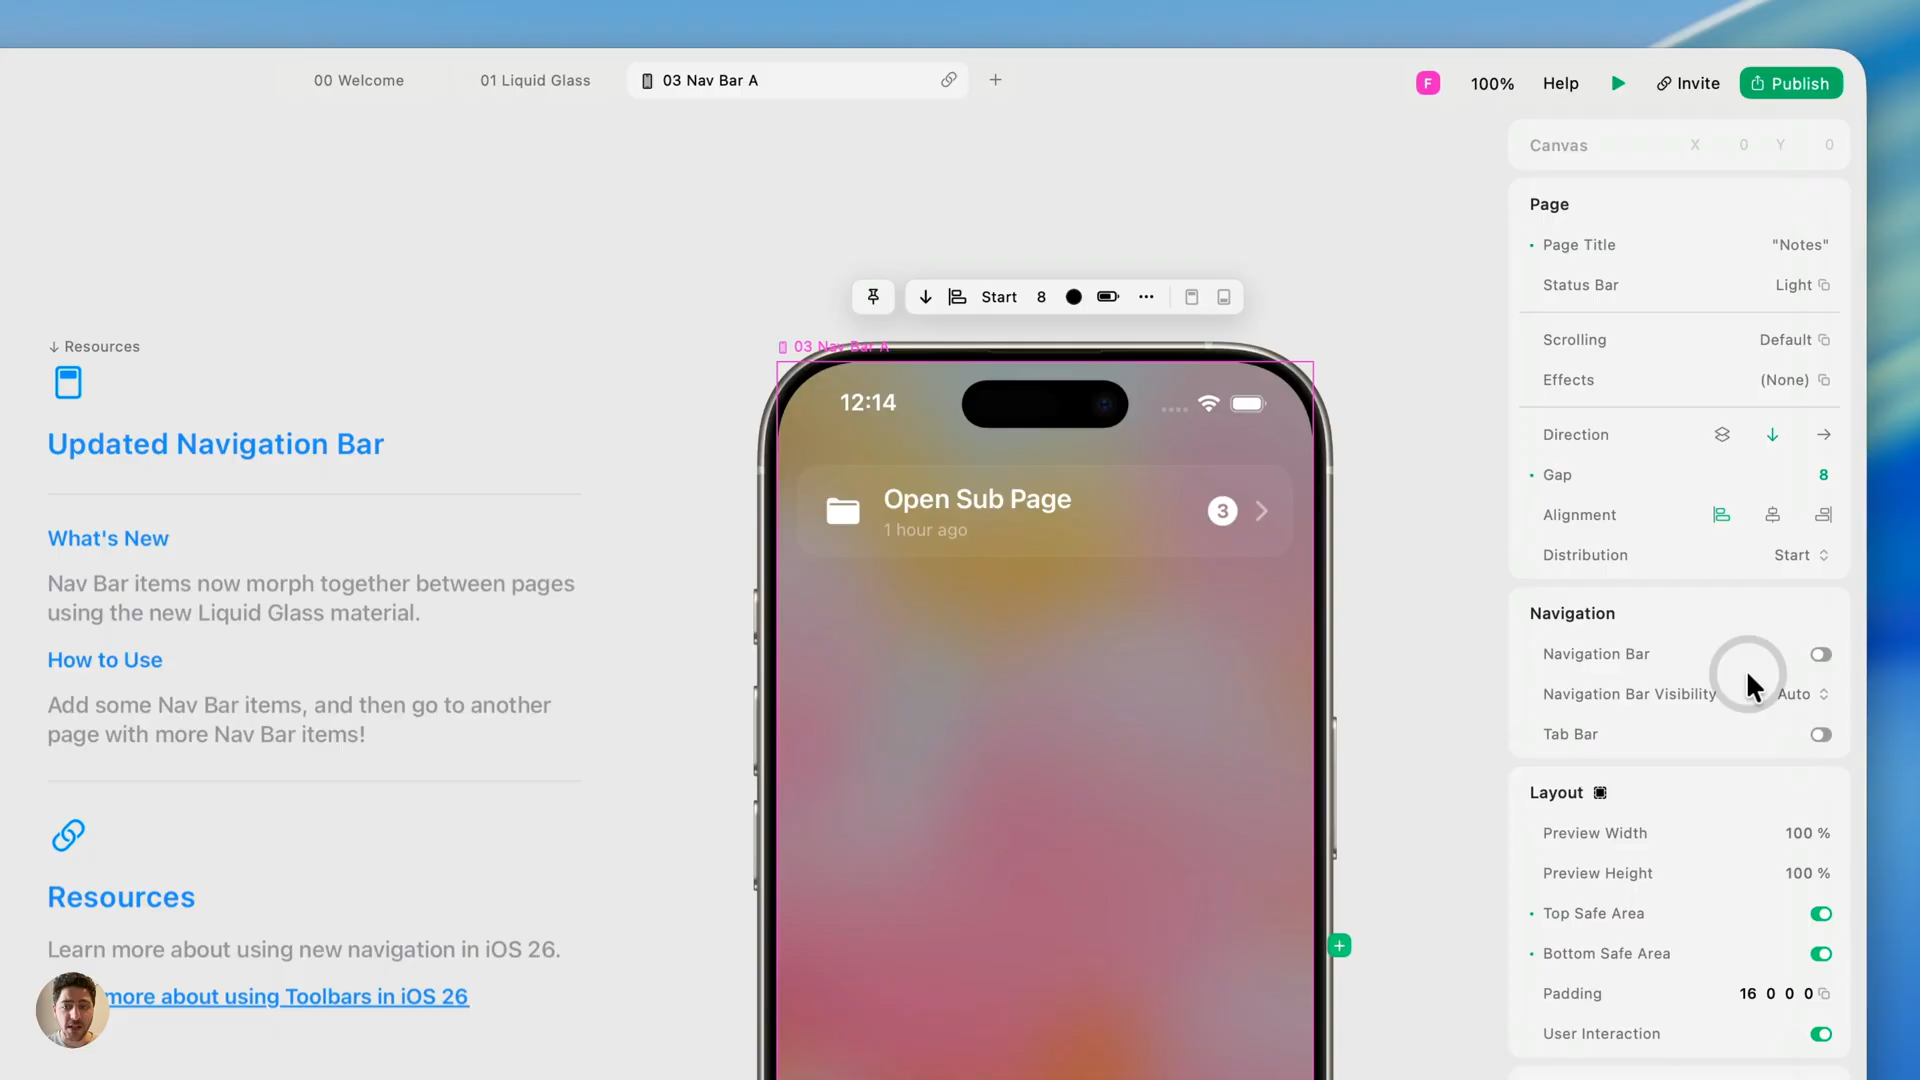 00 Welcome
01 Liquid Glass
03 Nav Bar A
F
100%
Help
Invite
Publish
Canvas X 0 Y 0
Page
Page Title "Notes"
Status Bar Light
Scrolling Default
Effects (None)
Direction
Gap 8
Alignment
Distribution Start
Navigation
Navigation Bar
Navigation Bar Visibility Auto
Tab Bar
Layout
Preview Width 100 %
Preview Height 100 %
Top Safe Area
Bottom Safe Area
Padding 16 0 0 0
User Interaction
Start 8
03 Nav Bar A
12:14
Open Sub Page
1 hour ago
3
Resources
Updated Navigation Bar
What's New
Nav Bar items now morph together between pages
using the new Liquid Glass material.
How to Use
Add some Nav Bar items, and then go to another
page with more Nav Bar items!
Resources
Learn more about using new navigation in iOS 26.
more about using Toolbars in iOS 26